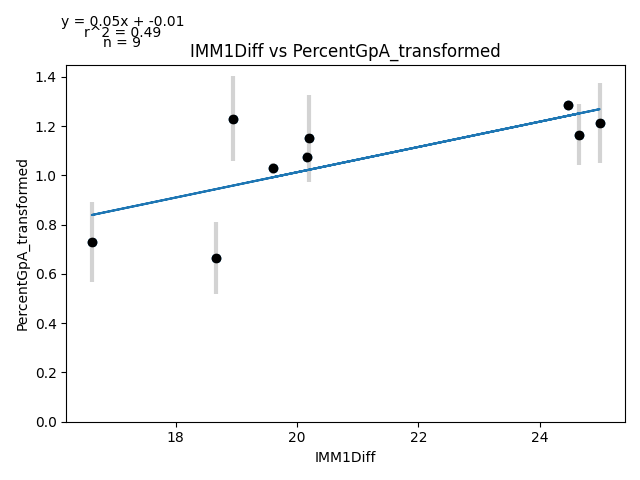 y = 0.05x + -0.01
r^2 = 0.49
n = 9
IMM1Diff vs PercentGpA_transformed
PercentGpA_transformed
1.4
1.2
1.0
0.8
0.6
0.4
0.2
0.0
18 20 22 24
IMM1Diff